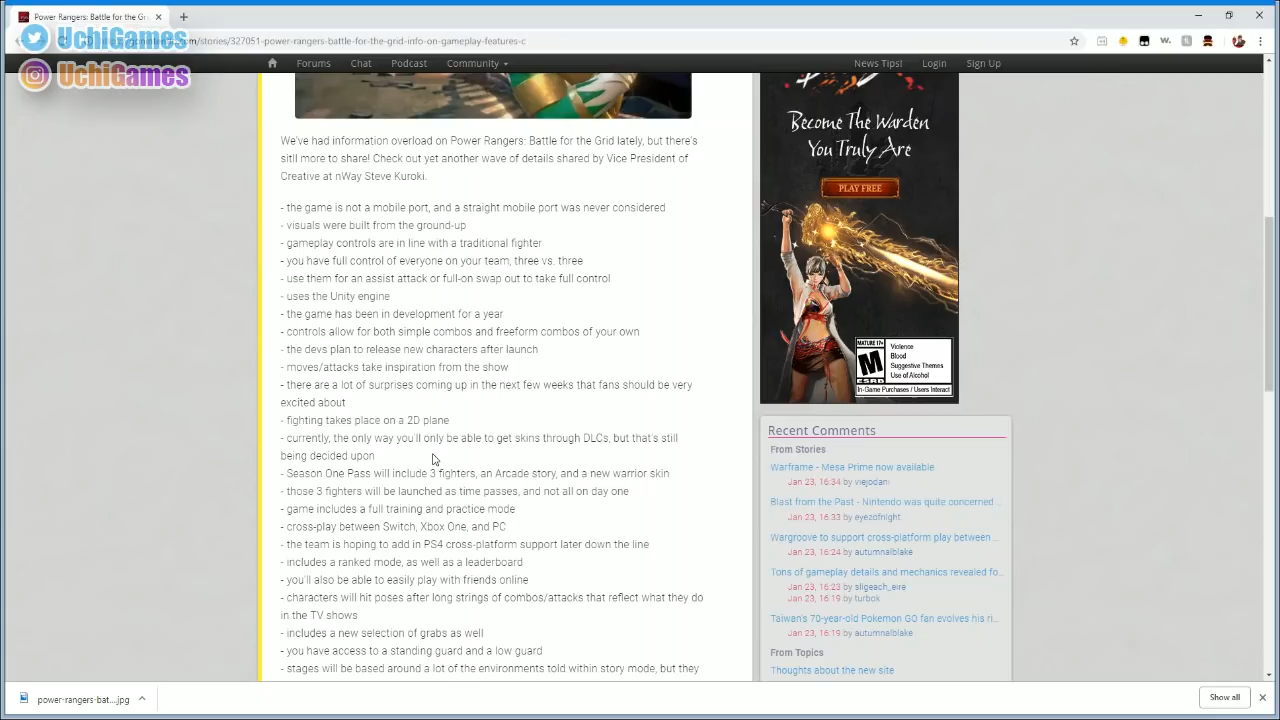 Power Rangers: Battle for the Gr
UchiGames
stories/327051-power-rangers-battle-for-the-grid-info-on-gameplay-features-c
UchiGames
Forums Chat Podcast Community News Tips! Login Sign Up
We've had information overload on Power Rangers: Battle for the Grid lately, but there's
sitll more to share! Check out yet another wave of details shared by Vice President of
Creative at nWay Steve Kuroki.
- the game is not a mobile port, and a straight mobile port was never considered
- visuals were built from the ground-up
- gameplay controls are in line with a traditional fighter
- you have full control of everyone on your team, three vs. three
- use them for an assist attack or full-on swap out to take full control
- uses the Unity engine
- the game has been in development for a year
- controls allow for both simple combos and freeform combos of your own
- the devs plan to release new characters after launch
- moves/attacks take inspiration from the show
- there are a lot of surprises coming up in the next few weeks that fans should be very
excited about
- fighting takes place on a 2D plane
- currently, the only way you'll only be able to get skins through DLCs, but that's still
being decided upon
- Season One Pass will include 3 fighters, an Arcade story, and a new warrior skin
- those 3 fighters will be launched as time passes, and not all on day one
- game includes a full training and practice mode
- cross-play between Switch, Xbox One, and PC
- the team is hoping to add in PS4 cross-platform support later down the line
- includes a ranked mode, as well as a leaderboard
- you'll also be able to easily play with friends online
- characters will hit poses after long strings of combos/attacks that reflect what they do
in the TV shows
- includes a new selection of grabs as well
- you have access to a standing guard and a low guard
- stages will be based around a lot of the environments told within story mode, but they
Become The Warden
You Truly Are
PLAY FREE
MATURE 17+
M
ESRB
Violence
Blood
Suggestive Themes
Use of Alcohol
In-Game Purchases / Users Interact
Recent Comments
From Stories
Warframe - Mesa Prime now available
Jan 23, 16:34 by viejodani
Blast from the Past - Nintendo was quite concerned ...
Jan 23, 16:33 by eyezofnight
Wargroove to support cross-platform play between ...
Jan 23, 16:24 by autumnalblake
Tons of gameplay details and mechanics revealed fo...
Jan 23, 16:23 by sligeach_eire
Jan 23, 16:19 by turbok
Taiwan's 70-year-old Pokemon GO fan evolves his ri...
Jan 23, 16:19 by autumnalblake
From Topics
Thoughts about the new site
power-rangers-bat....jpg
Show all